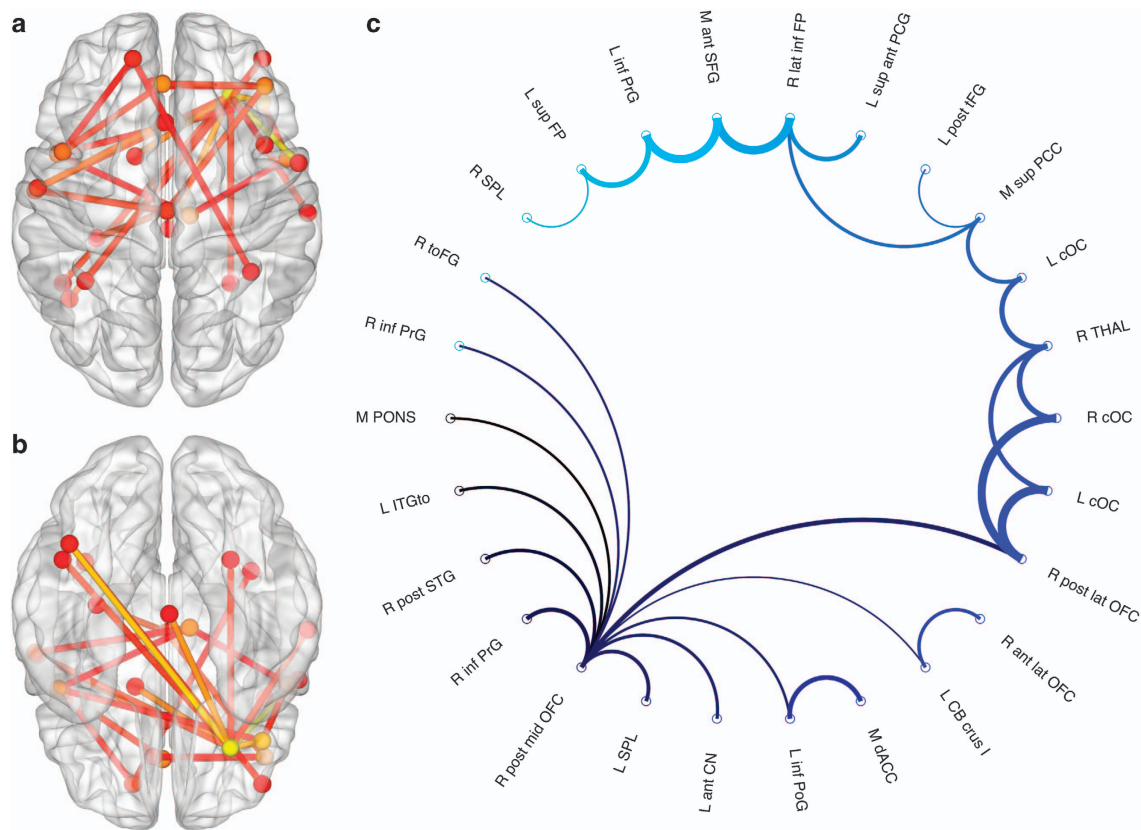 a
b
c
R SPL
L sup FP
L inf PrG
M ant SFG
R lat inf FP
L sup ant PCG
L post tFG
M sup PCC
L cOC
R THAL
R cOC
L cOC
R post lat OFC
R ant lat OFC
L CB crus I
M dACC
L inf PoG
L ant CN
L SPL
R post mid OFC
R inf PrG
R post STG
L ITGto
M PONS
R inf PrG
R toFG